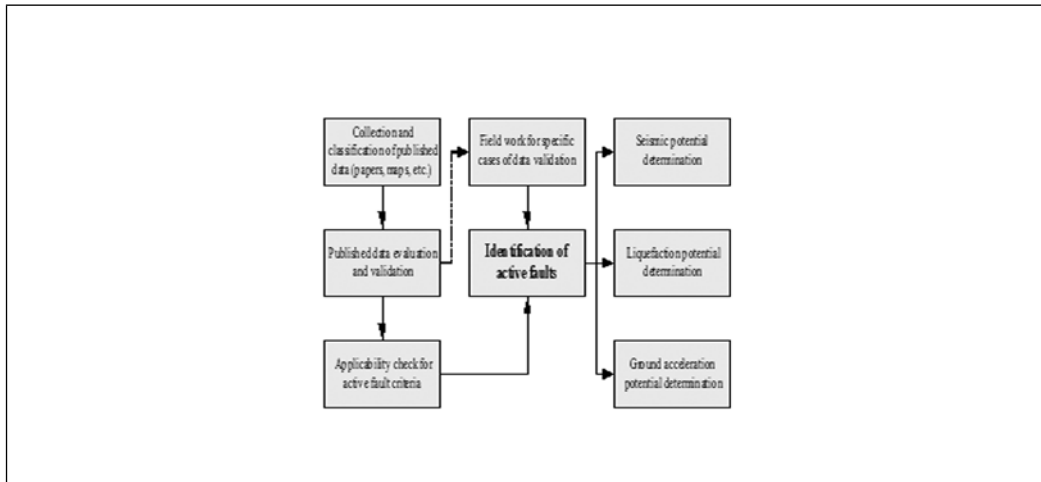 Collection and
classification of published
data (papers, maps, etc.)
Published data evaluation
and validation
Applicability check for
active fault criteria
Field work for specific
cases of data validation
Identification of
active faults
Seismic potential
determination
Liquefaction potential
determination
Ground acceleration
potential determination